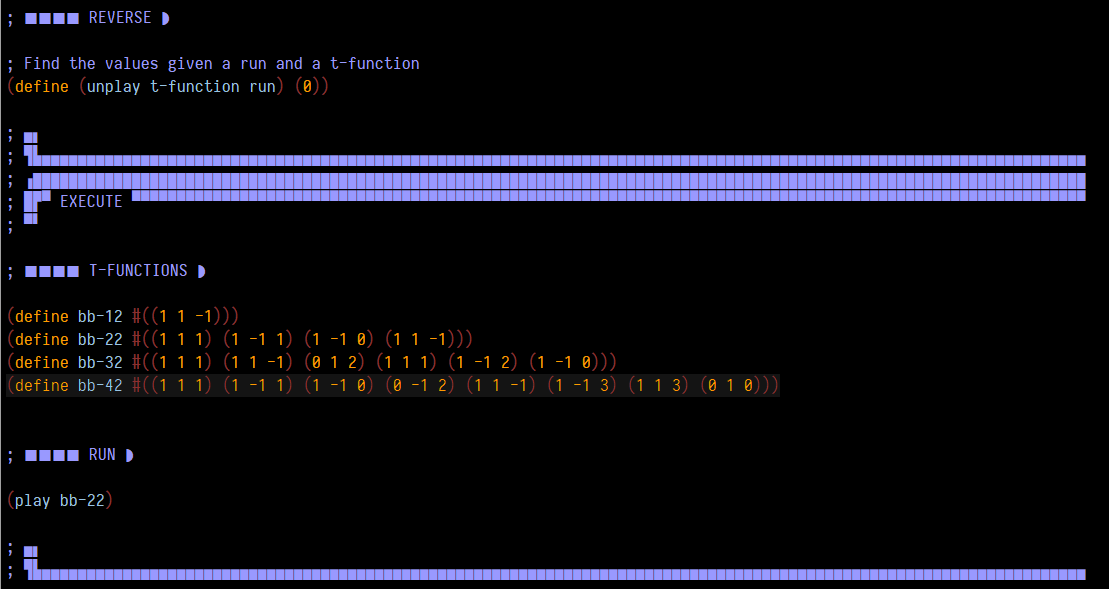 ; ■■■■ REVERSE ◗
; Find the values given a run and a t-function
(define (unplay t-function run) (0))
;
;
;
; EXECUTE
;
; ■■■■ T-FUNCTIONS ◗
(define bb-12 #((1 1 -1)))
(define bb-22 #((1 1 1) (1 -1 1) (1 -1 0) (1 1 -1)))
(define bb-32 #((1 1 1) (1 1 -1) (0 1 2) (1 1 1) (1 -1 2) (1 -1 0)))
(define bb-42 #((1 1 1) (1 -1 1) (1 -1 0) (0 -1 2) (1 1 -1) (1 -1 3) (1 1 3) (0 1 0)))
; ■■■■ RUN ◗
(play bb-22)
;
;